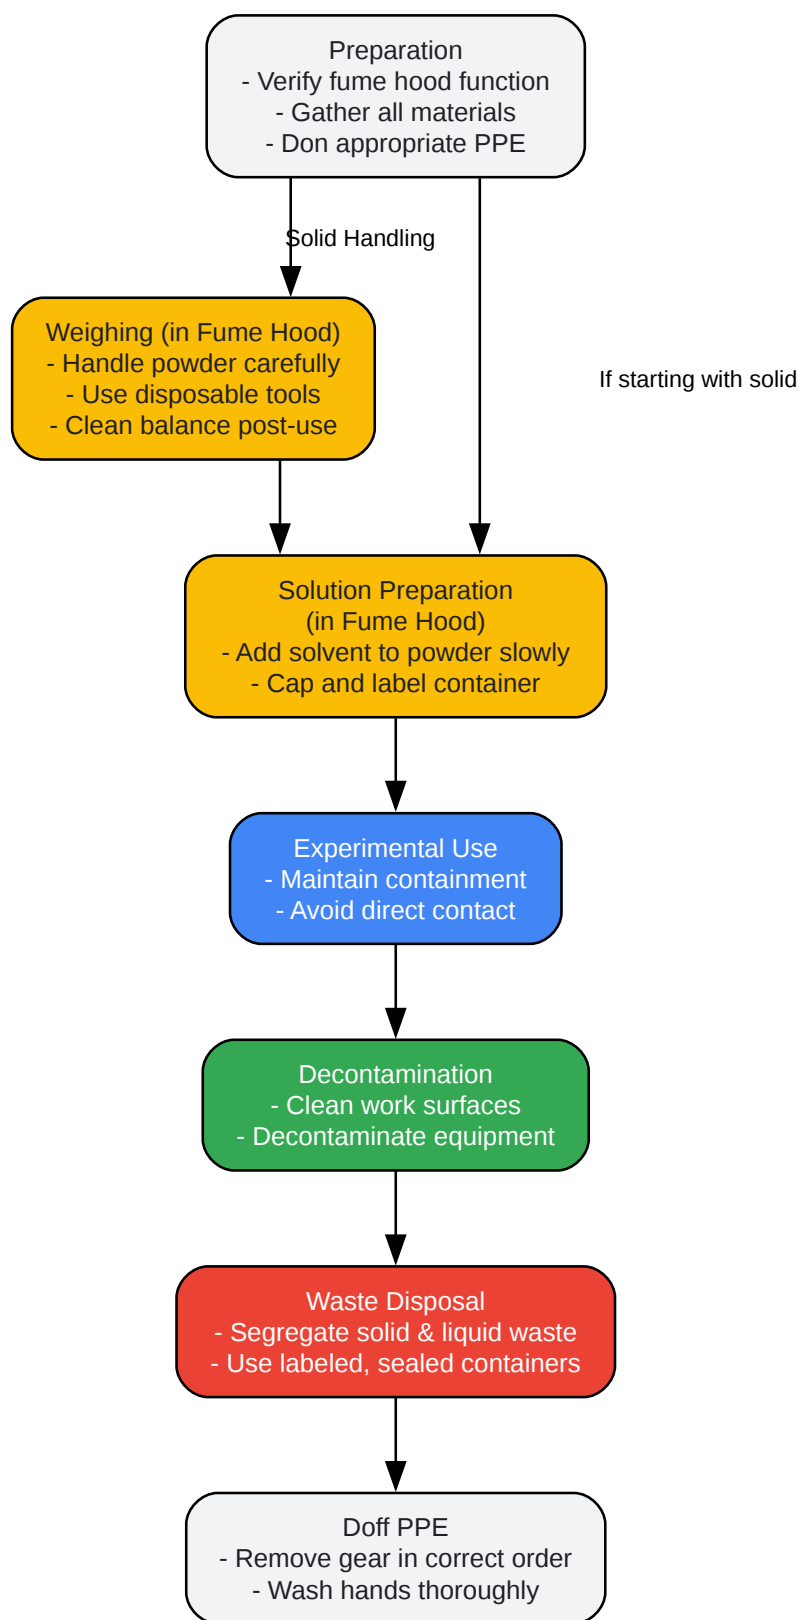 Preparation
- Verify fume hood function
- Gather all materials
- Don appropriate PPE
Solid Handling
Weighing (in Fume Hood)
- Handle powder carefully
- Use disposable tools
- Clean balance post-use
If starting with solid
Solution Preparation
(in Fume Hood)
- Add solvent to powder slowly
- Cap and label container
Experimental Use
- Maintain containment
- Avoid direct contact
Decontamination
- Clean work surfaces
- Decontaminate equipment
Waste Disposal
- Segregate solid & liquid waste
- Use labeled, sealed containers
Doff PPE
- Remove gear in correct order
- Wash hands thoroughly